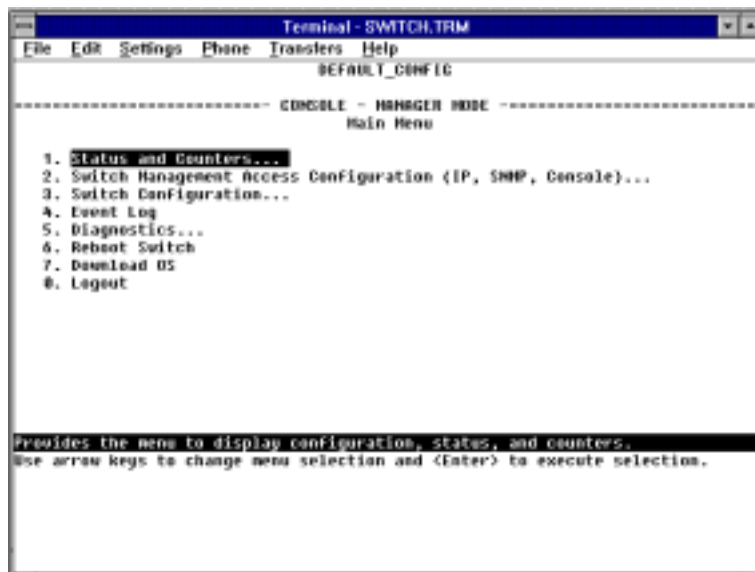 Terminal - SWITCH.TRM
File Edit Settings Phone Transfers Help
DEFAULT_CONFIG
-------------------------- CONSOLE - MANAGER MODE --------------------------
Main Menu
1. Status and Counters...
2. Switch Management Access Configuration (IP, SNMP, Console)...
3. Switch Configuration...
4. Event Log
5. Diagnostics...
6. Reboot Switch
7. Download OS
0. Logout
Provides the menu to display configuration, status, and counters.
Use arrow keys to change menu selection and <Enter> to execute selection.